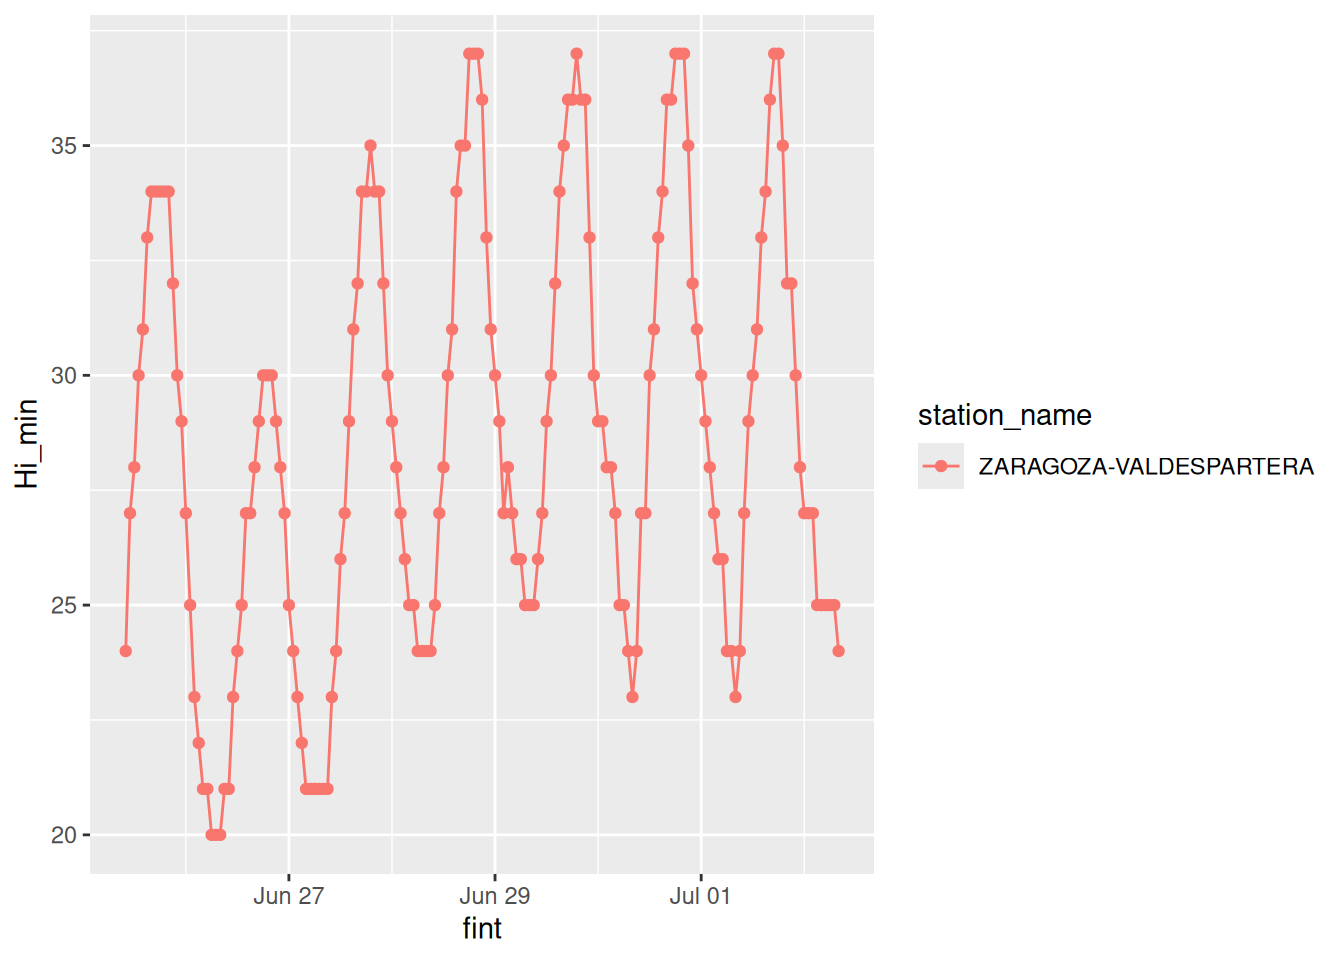 35
30
25
20
Hi_min
Jun 27
Jun 29
Jul 01
fint
station_name
ZARAGOZA-VALDESPARTERA